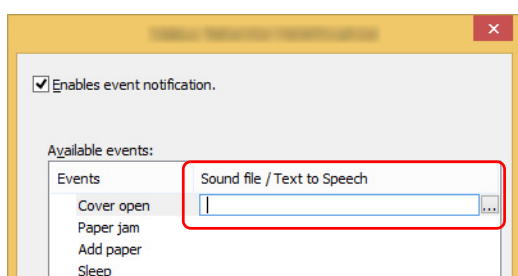 Enables event notification.
Available events:
Events Sound file / Text to Speech
Cover open ...
Paper jam
Add paper
Sleep